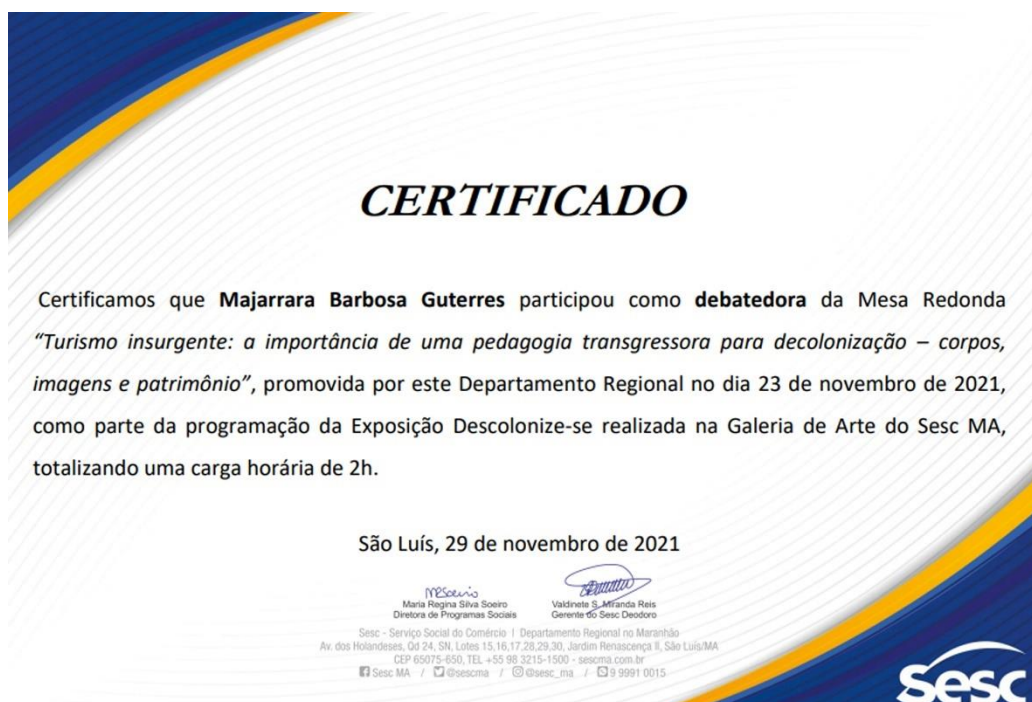 CERTIFICADO
Certificamos que Majarrara Barbosa Guterres participou como debatedora da Mesa Redonda
“Turismo insurgente: a importância de uma pedagogia transgressora para decolonização – corpos,
imagens e patrimônio”, promovida por este Departamento Regional no dia 23 de novembro de 2021,
como parte da programação da Exposição Descolonize-se realizada na Galeria de Arte do Sesc MA,
totalizando uma carga horária de 2h.
São Luís, 29 de novembro de 2021
Maria Regina Silva Soeiro
Diretora de Programas Sociais
Valdinete S. Miranda Reis
Gerente do Sesc Deodoro
Sesc - Serviço Social do Comércio | Departamento Regional no Maranhão
Av. dos Holandeses, Qd 24, SN, Lotes 15,16,17,28,29,30, Jardim Renascença II, São Luís/MA
CEP 65075-650, TEL +55 98 3215-1500 - sescma.com.br
Sesc MA / @sescma / @sesc_ma / 9 9991 0015
Sesc